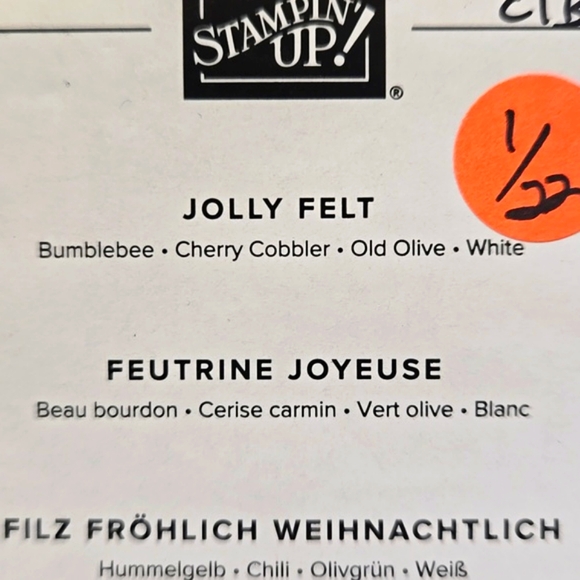 STAMPIN'
UP!
®
1/22
JOLLY FELT
Bumblebee • Cherry Cobbler • Old Olive • White
FEUTRINE JOYEUSE
Beau bourdon • Cerise carmin • Vert olive • Blanc
FILZ FRÖHLICH WEIHNACHTLICH
Hummelgelb • Chili • Olivgrün • Weiß